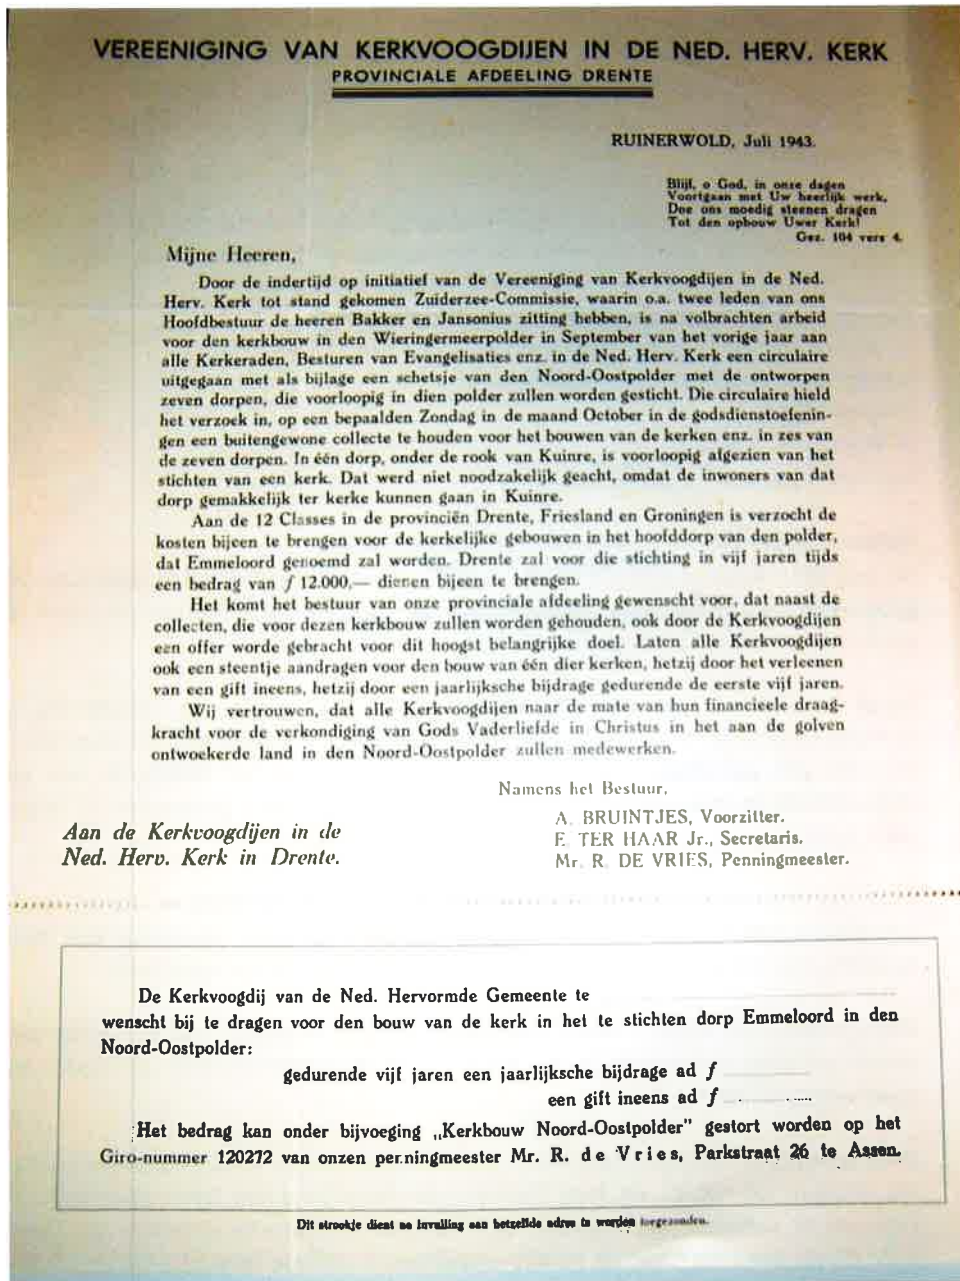 VEREENIGING VAN KERKVOOGDIJEN IN DE NED. HERV. KERK
PROVINCIALE AFDEELING DRENTE
RUINERWOLD, Juli 1943.
Blijf, o God, in onze dagen
Voortgaan met Uw heerlijk werk,
Doe ons moedig steenen dragen
Tot den opbouw Uwer Kerk!
Gez. 104 vers 4.
Mijne Heeren,
Door de indertijd op initiatief van de Vereeniging van Kerkvoogdijen in de Ned.
Herv. Kerk tot stand gekomen Zuiderzee-Commissie, waarin o.a. twee leden van ons
Hoofdbestuur de heeren Bakker en Jansonius zitting hebben, is na volbrachten arbeid
voor den kerkbouw in den Wieringermeerpolder in September van het vorige jaar aan
alle Kerkeraden, Besturen van Evangelisaties enz. in de Ned. Herv. Kerk een circulaire
uitgegaan met als bijlage een schetsje van den Noord-Oostpolder met de ontworpen
zeven dorpen, die voorloopig in dien polder zullen worden gesticht. Die circulaire hield
het verzoek in, op een bepaalden Zondag in de maand October in de godsdienstoefenin-
gen een buitengewone collecte te houden voor het bouwen van de kerken enz. in zes van
de zeven dorpen. In één dorp, onder de rook van Kuinre, is voorloopig afgezien van het
stichten van een kerk. Dat werd niet noodzakelijk geacht, omdat de inwoners van dat
dorp gemakkelijk ter kerke kunnen gaan in Kuinre.
Aan de 12 Classes in de provinciën Drente, Friesland en Groningen is verzocht de
kosten bijeen te brengen voor de kerkelijke gebouwen in het hoofddorp van den polder,
dat Emmeloord genoemd zal worden. Drente zal voor die stichting in vijf jaren tijds
een bedrag van ƒ 12.000,— dienen bijeen te brengen.
Het komt het bestuur van onze provinciale afdeeling gewenscht voor, dat naast de
collecten, die voor dezen kerkbouw zullen worden gehouden, ook door de Kerkvoogdijen
een offer worde gebracht voor dit hoogst belangrijke doel. Laten alle Kerkvoogdijen
ook een steentje aandragen voor den bouw van één dier kerken, hetzij door het verleenen
van een gift ineens, hetzij door een jaarlijksche bijdrage gedurende de eerste vijf jaren.
Wij vertrouwen, dat alle Kerkvoogdijen naar de mate van hun financieele draag-
kracht voor de verkondiging van Gods Vaderliefde in Christus in het aan de golven
ontwoekerde land in den Noord-Oostpolder zullen medewerken.
Namens het Bestuur,
A. BRUINTJES, Voorzitter.
F. TER HAAR Jr., Secretaris.
Mr. R. DE VRIES, Penningmeester.
Aan de Kerkvoogdijen in de
Ned. Herv. Kerk in Drente.
De Kerkvoogdij van de Ned. Hervormde Gemeente te
wenscht bij te dragen voor den bouw van de kerk in het te stichten dorp Emmeloord in den
Noord-Oostpolder:
gedurende vijf jaren een jaarlijksche bijdrage ad ƒ
een gift ineens ad ƒ
Het bedrag kan onder bijvoeging „Kerkbouw Noord-Oostpolder" gestort worden op het
Giro-nummer 120272 van onzen penningmeester Mr. R. de Vries, Parkstraat 26 te Assen.
Dit strookje dient na invulling aan hetzelfde adres te worden toegezonden.